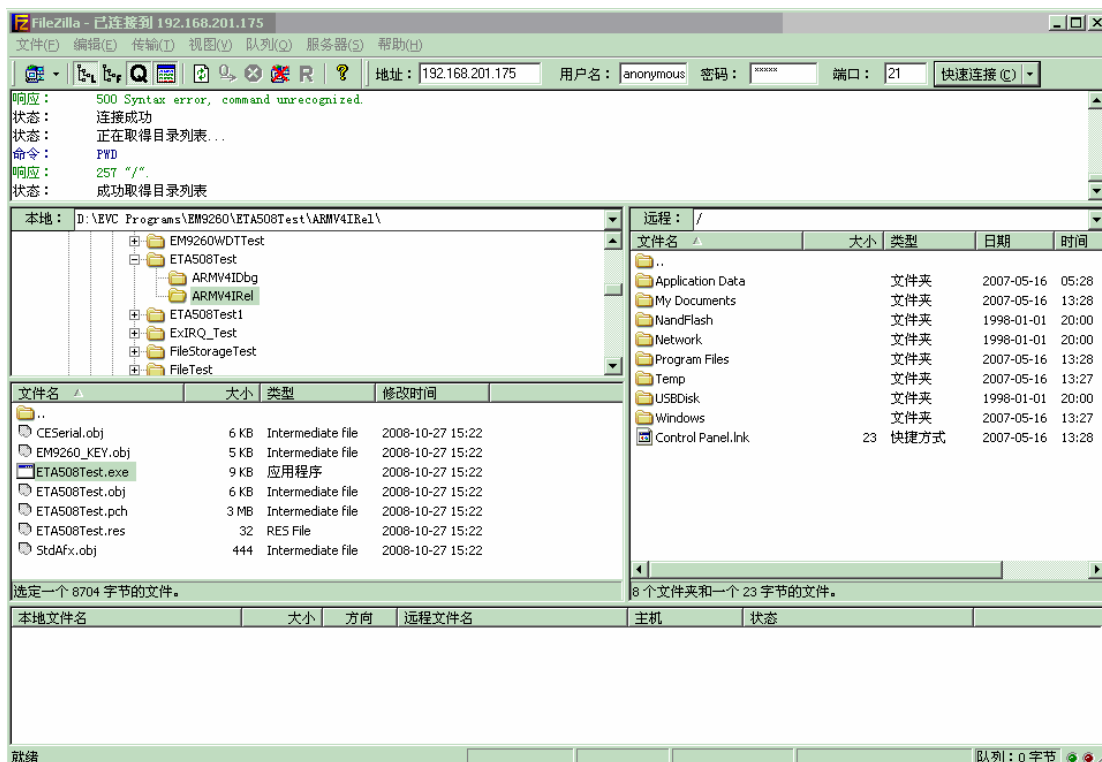 FileZilla - 已连接到 192.168.201.175
文件(F) 编辑(E) 传输(T) 视图(V) 队列(Q) 服务器(S) 帮助(H)
地址： 192.168.201.175 用户名： anonymous 密码： ***** 端口： 21 快速连接(C)
响应： 500 Syntax error, command unrecognized.
状态： 连接成功
状态： 正在取得目录列表...
命令： PWD
响应： 257 "/".
状态： 成功取得目录列表
本地： D:\EVC Programs\EM9260\ETA508Test\ARMV4IRel\
EM9260WDTTest
ETA508Test
ARMV4IDbg
ARMV4IRel
ETA508Test1
ExIRQ_Test
FileStorageTest
FileTest
文件名 大小 类型 修改时间
..
CESerial.obj 6 KB Intermediate file 2008-10-27 15:22
EM9260_KEY.obj 5 KB Intermediate file 2008-10-27 15:22
ETA508Test.exe 9 KB 应用程序 2008-10-27 15:22
ETA508Test.obj 6 KB Intermediate file 2008-10-27 15:22
ETA508Test.pch 3 MB Intermediate file 2008-10-27 15:22
ETA508Test.res 32 RES File 2008-10-27 15:22
StdAfx.obj 444 Intermediate file 2008-10-27 15:22
选定一个 8704 字节的文件。
远程： /
文件名 大小 类型 日期 时间
..
Application Data 文件夹 2007-05-16 05:28
My Documents 文件夹 2007-05-16 13:28
NandFlash 文件夹 1998-01-01 20:00
Network 文件夹 1998-01-01 20:00
Program Files 文件夹 2007-05-16 13:28
Temp 文件夹 2007-05-16 13:27
USBDisk 文件夹 1998-01-01 20:00
Windows 文件夹 2007-05-16 13:27
Control Panel.lnk 23 快捷方式 2007-05-16 13:28
8 个文件夹和一个 23 字节的文件。
本地文件名 大小 方向 远程文件名 主机 状态
就绪 队列：0 字节